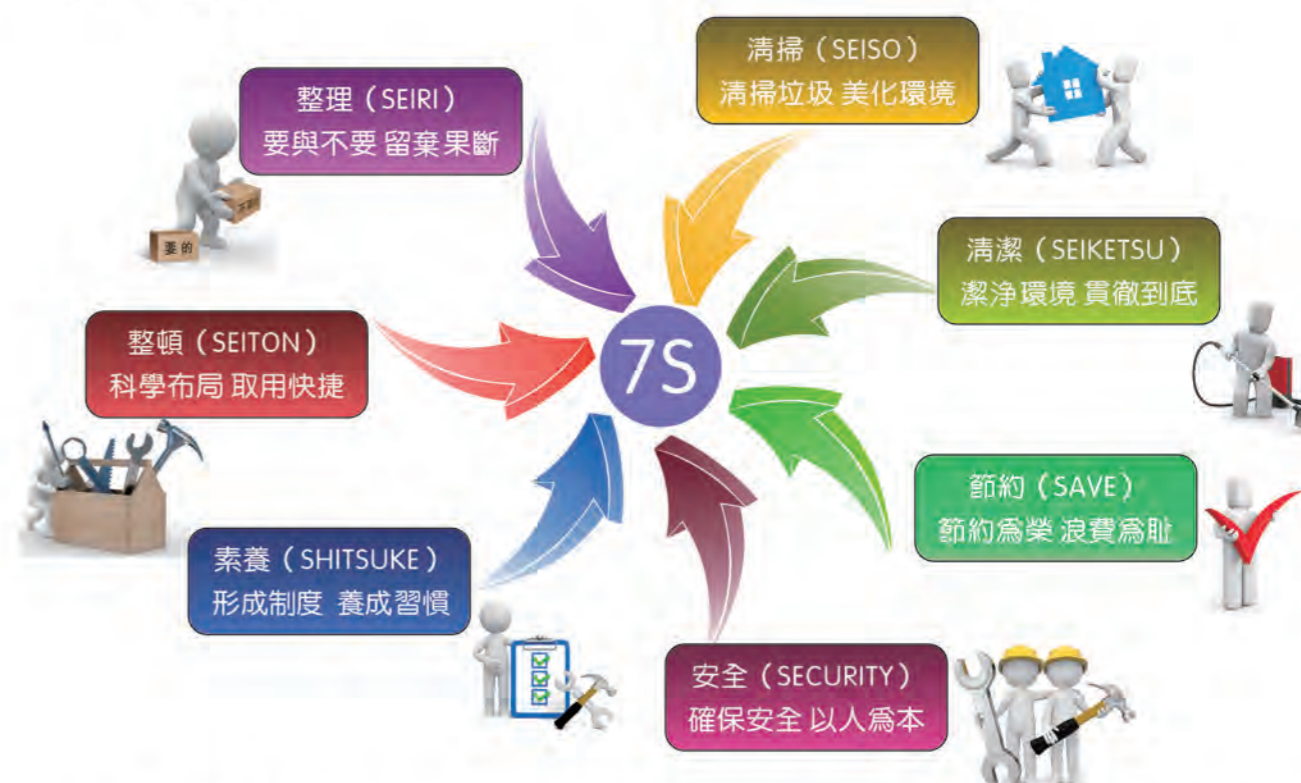 整理（SEIRI）
要與不要 留棄果斷
清掃（SEISO）
清掃垃圾 美化環境
要的
清潔（SEIKETSU）
潔净環境 貫徹到底
整頓（SEITON）
科學布局 取用快捷
7S
節約（SAVE）
節約爲榮 浪費爲耻
素養（SHITSUKE）
形成制度 養成習慣
安全（SECURITY）
確保安全 以人爲本